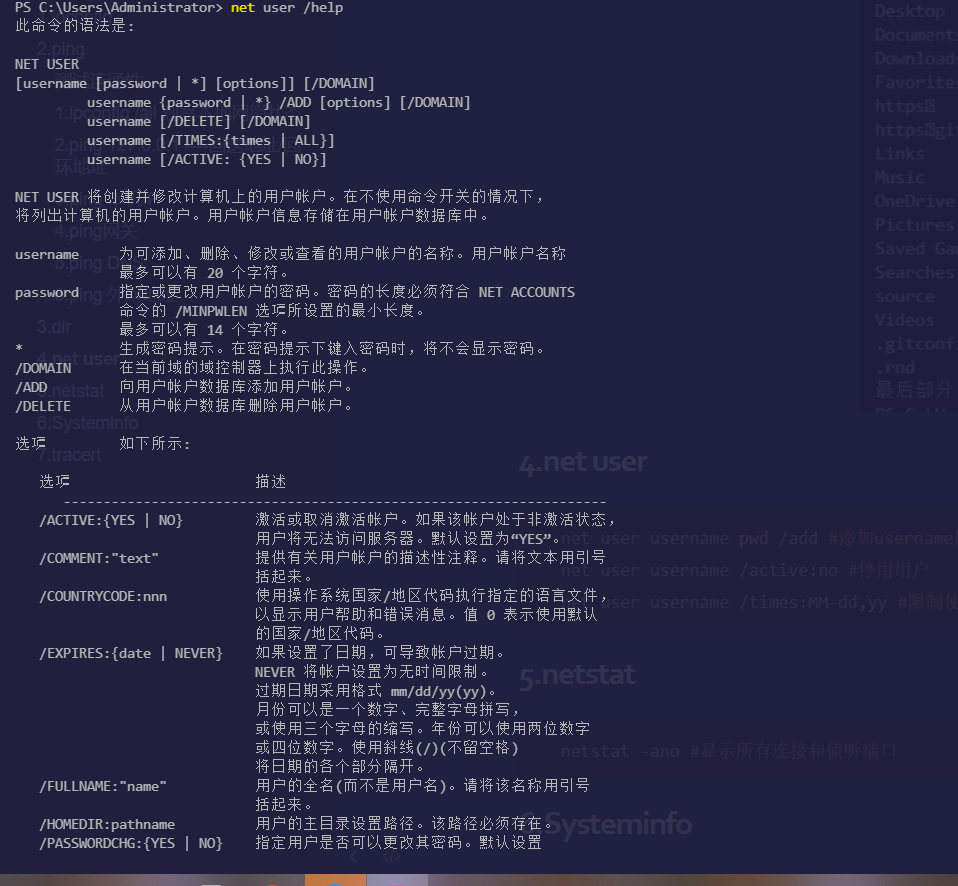 PS C:\Users\Administrator> net user /help
此命令的语法是:
NET USER
[username [password | *] [options]] [/DOMAIN]
username {password | *} /ADD [options] [/DOMAIN]
username [/DELETE] [/DOMAIN]
username [/TIMES:{times | ALL}]
username [/ACTIVE: {YES | NO}]
NET USER 将创建并修改计算机上的用户帐户。在不使用命令开关的情况下，
将列出计算机的用户帐户。用户帐户信息存储在用户帐户数据库中。
username 为可添加、删除、修改或查看的用户帐户的名称。用户帐户名称
最多可以有 20 个字符。
password 指定或更改用户帐户的密码。密码的长度必须符合 NET ACCOUNTS
命令的 /MINPWLEN 选项所设置的最小长度。
最多可以有 14 个字符。
* 生成密码提示。在密码提示下键入密码时，将不会显示密码。
/DOMAIN 在当前域的域控制器上执行此操作。
/ADD 向用户帐户数据库添加用户帐户。
/DELETE 从用户帐户数据库删除用户帐户。
选项 如下所示:
选项 描述
--------------------------------------------------------------------
/ACTIVE:{YES | NO} 激活或取消激活帐户。如果该帐户处于非激活状态，
用户将无法访问服务器。默认设置为“YES”。
/COMMENT:"text" 提供有关用户帐户的描述性注释。请将文本用引号
括起来。
/COUNTRYCODE:nnn 使用操作系统国家/地区代码执行指定的语言文件，
以显示用户帮助和错误消息。值 0 表示使用默认
的国家/地区代码。
/EXPIRES:{date | NEVER} 如果设置了日期，可导致帐户过期。
NEVER 将帐户设置为无时间限制。
过期日期采用格式 mm/dd/yy(yy)。
月份可以是一个数字、完整字母拼写，
或使用三个字母的缩写。年份可以使用两位数字
或四位数字。使用斜线(/)(不留空格)
将日期的各个部分隔开。
/FULLNAME:"name" 用户的全名(而不是用户名)。请将该名称用引号
括起来。
/HOMEDIR:pathname 用户的主目录设置路径。该路径必须存在。
/PASSWORDCHG:{YES | NO} 指定用户是否可以更改其密码。默认设置
2.ping
4.ping网关
3.dir
4.net user
5.netstat
6.Systeminfo
7.tracert
Desktop
Documents
Download
Favorites
https
Links
Music
OneDrive
Pictures
Saved Ga
Searches
source
Videos
.gitconf
.rnd
最后部分
4.net user
net user username pwd /add #添加username
net user username /active:no #停用用户
user username /times:MM-dd,yy #限制使
5.netstat
netstat -ano #显示所有连接和侦听端口
Systeminfo